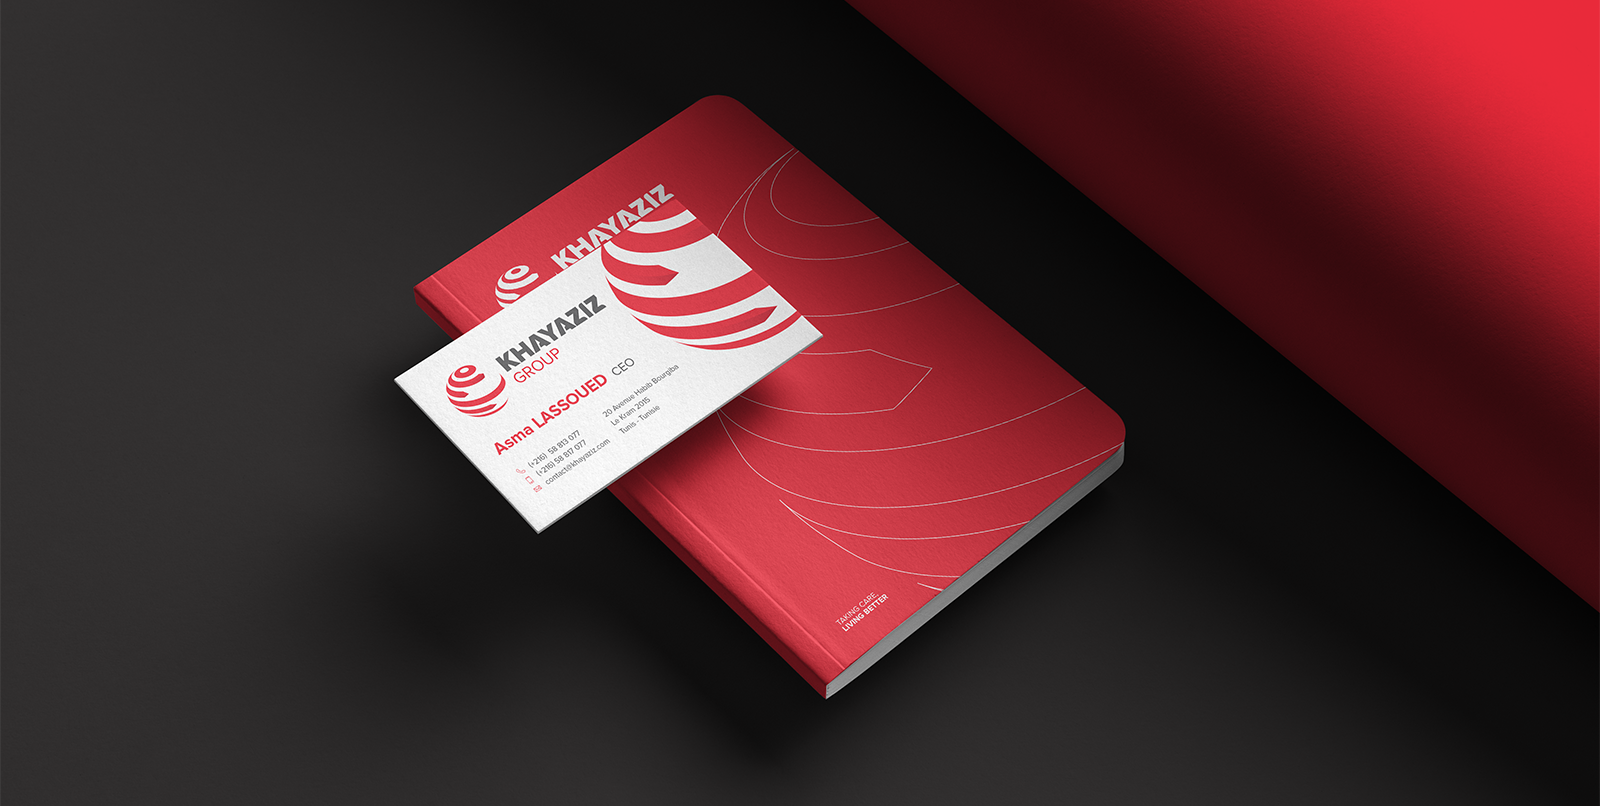 KHAYAZIZ
KHAYAZIZ
GROUP
Asma LASSOUED CEO
(+216) 58 813 077
(+216) 58 817 077
contact@khayaziz.com
20 Avenue Habib Bourgiba
Le Kram 2015
Tunis - Tunisie
TAKING CARE,
LIVING BETTER